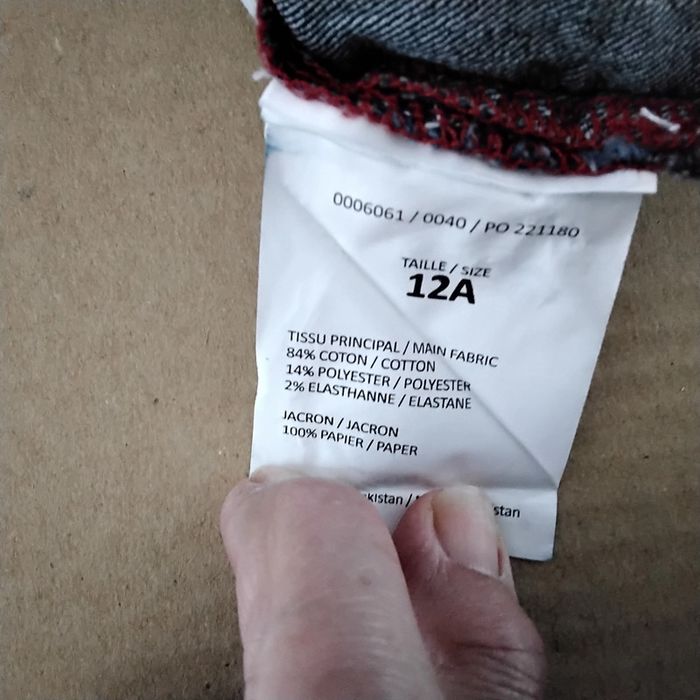 0006061 / 0040 / PO 221180
TAILLE / SIZE
12A
TISSU PRINCIPAL / MAIN FABRIC
84% COTON / COTTON
14% POLYESTER / POLYESTER
2% ELASTHANNE / ELASTANE
JACRON / JACRON
100% PAPIER / PAPER